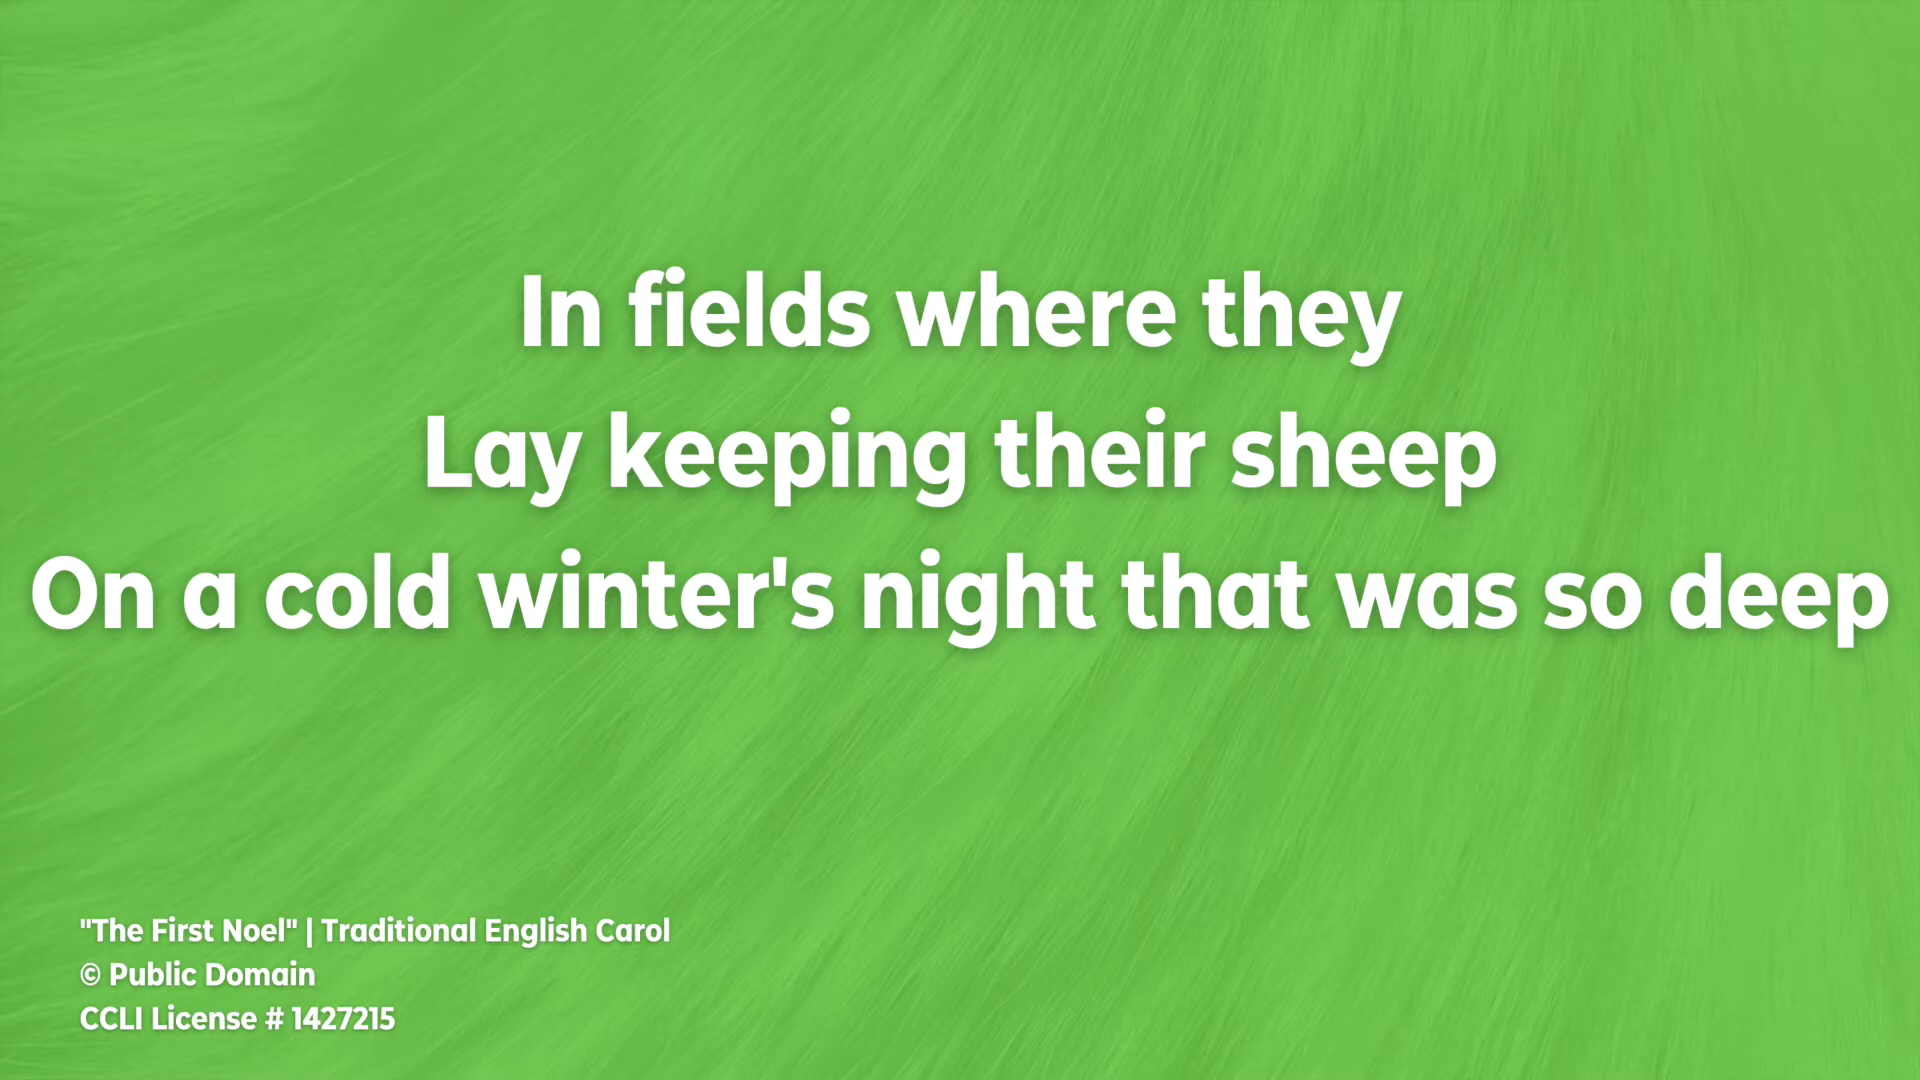 In fields where they
Lay keeping their sheep
On a cold winter's night that was so deep
"The First Noel" | Traditional English Carol
© Public Domain
CCLI License # 1427215